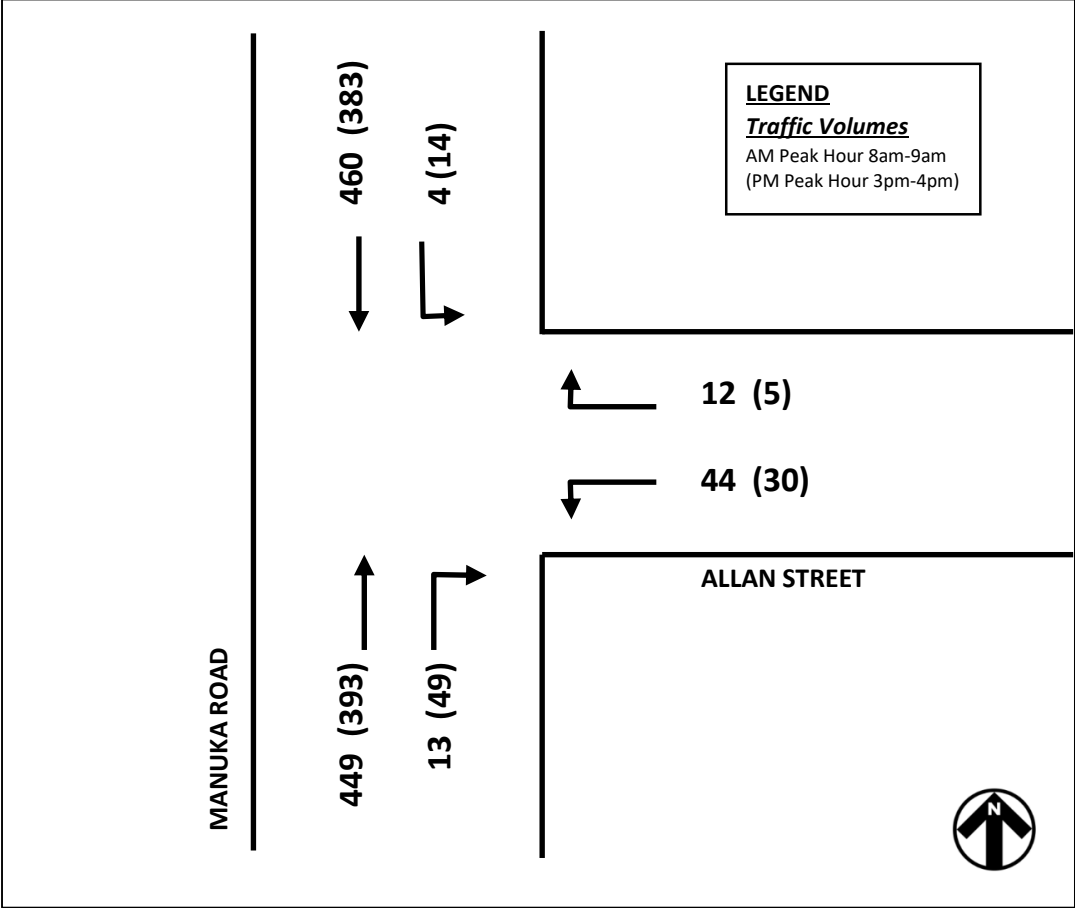 460 (383)
4 (14)
LEGEND
Traffic Volumes
AM Peak Hour 8am-9am
(PM Peak Hour 3pm-4pm)
12 (5)
44 (30)
ALLAN STREET
MANUKA ROAD
449 (393)
13 (49)
N